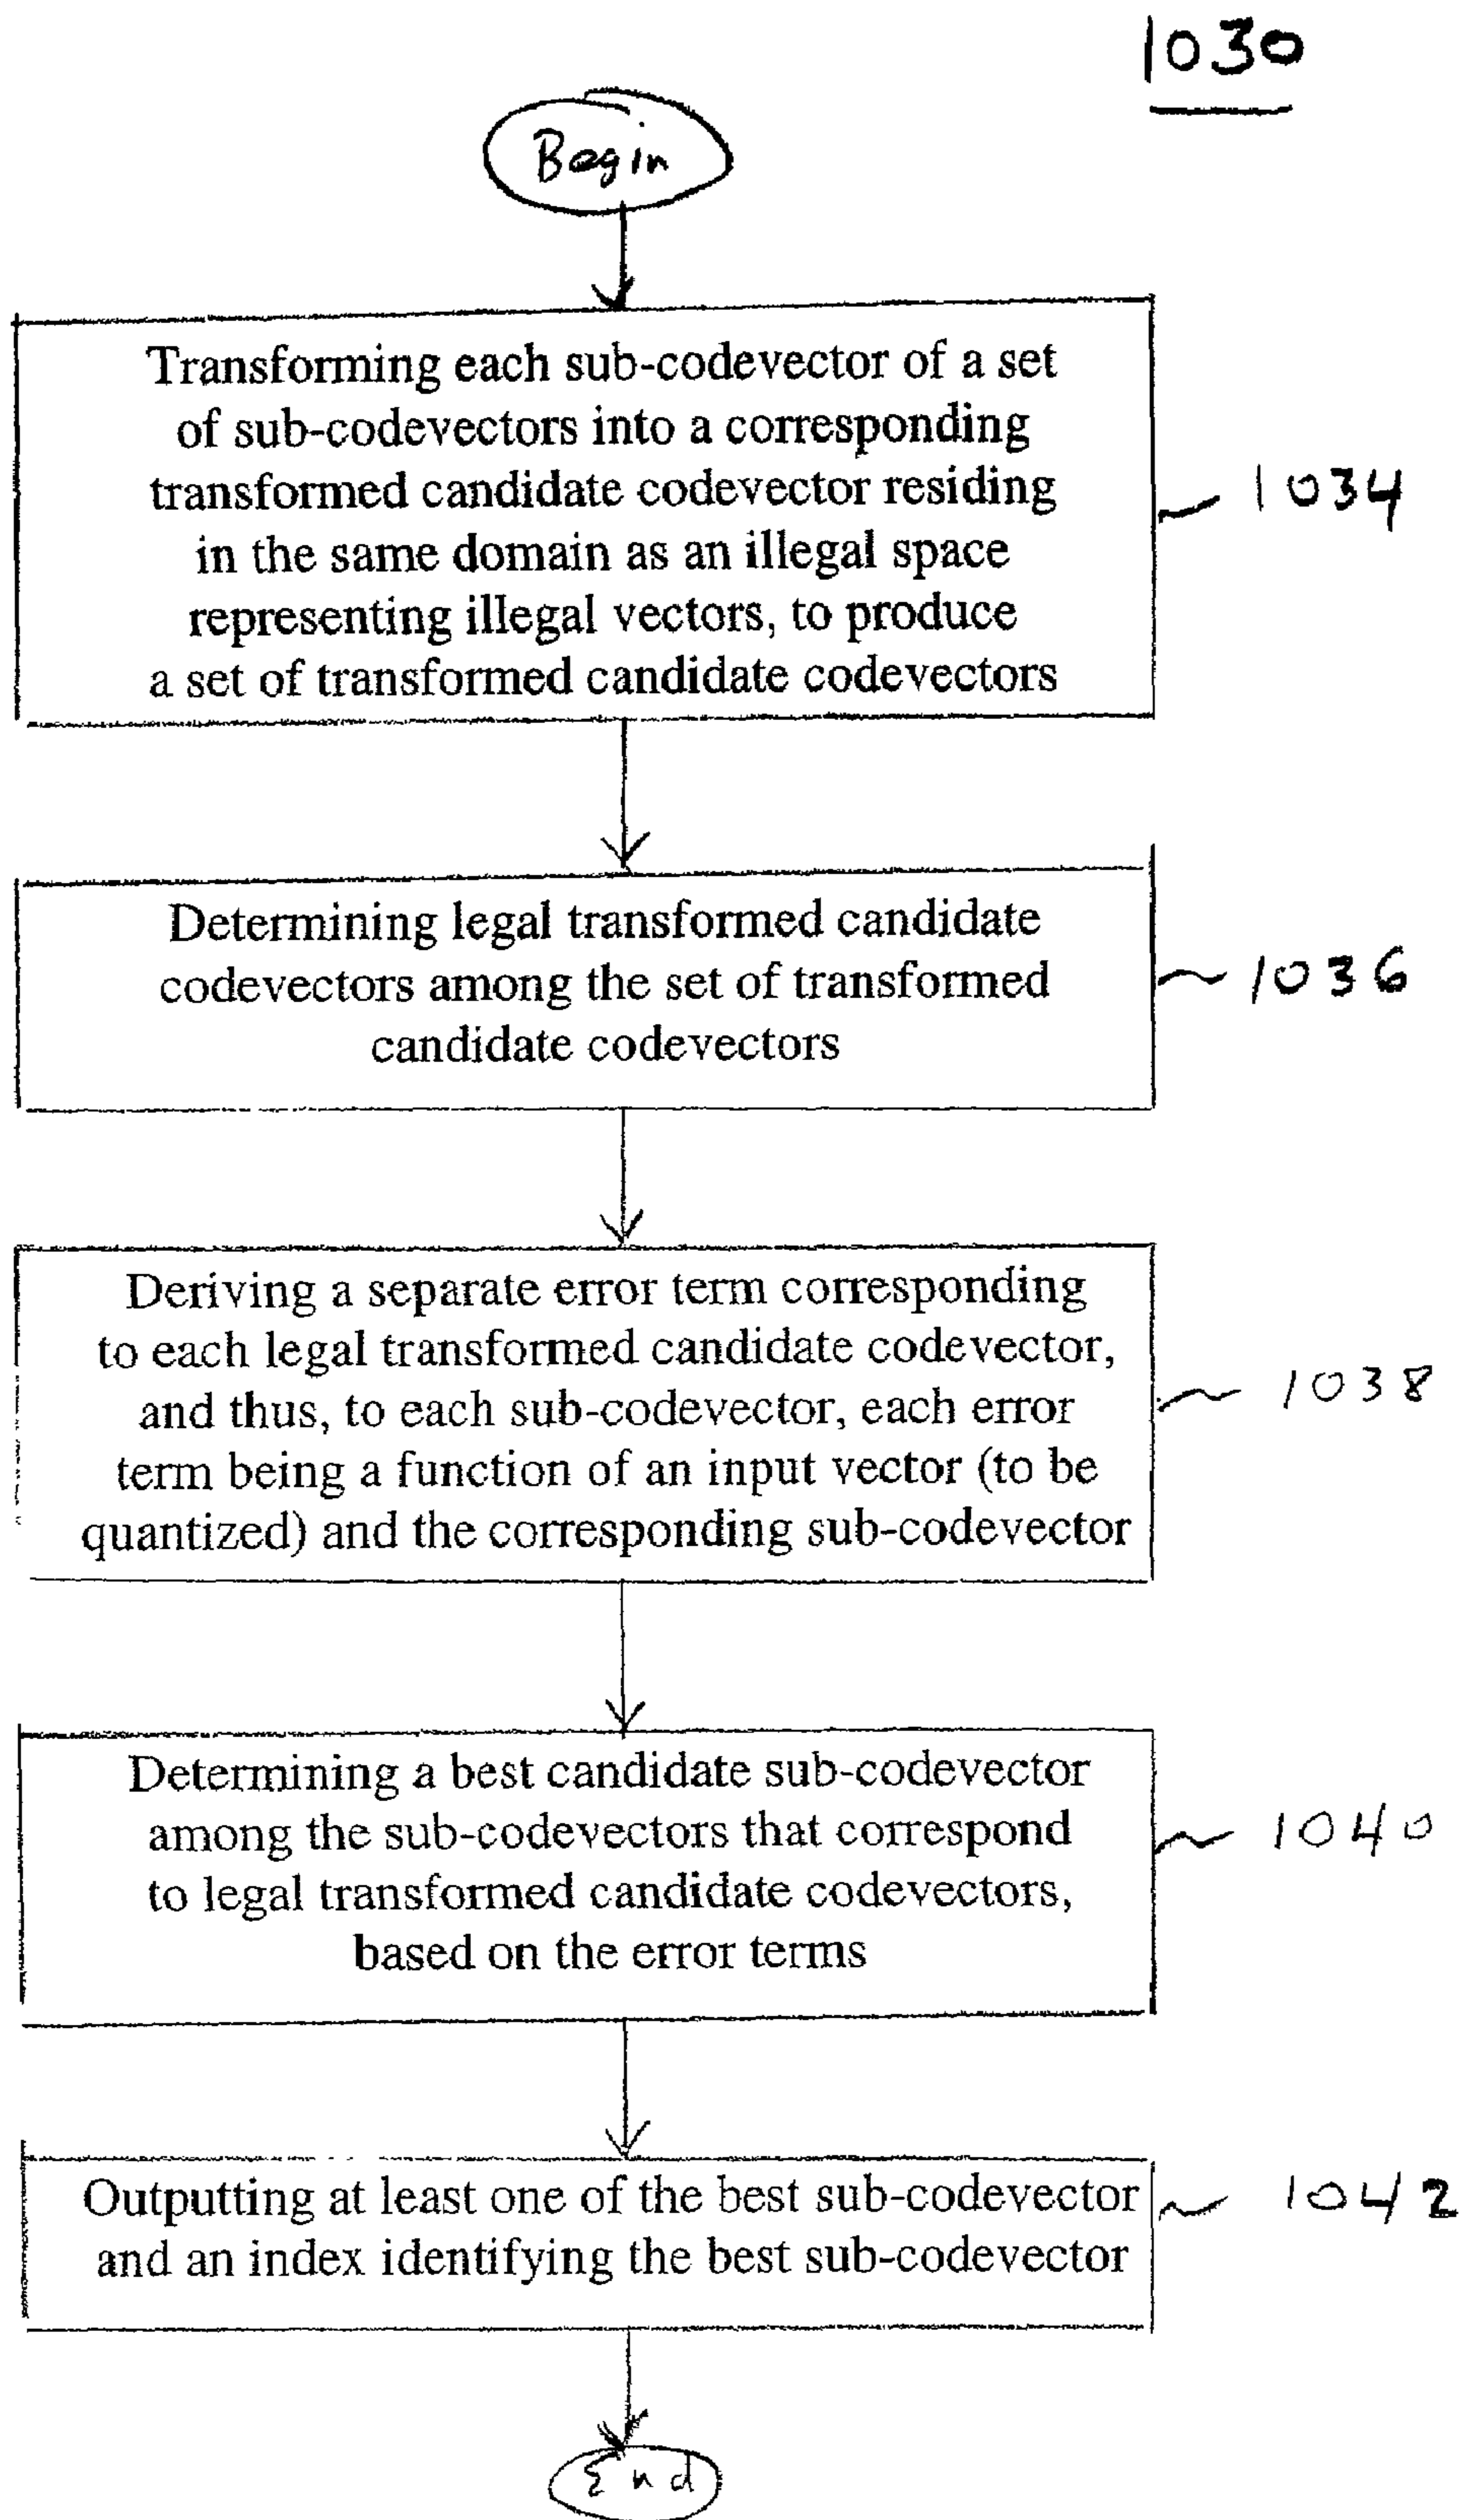 1030
Begin
Transforming each sub-codevector of a set
of sub-codevectors into a corresponding
transformed candidate codevector residing
in the same domain as an illegal space
representing illegal vectors, to produce
a set of transformed candidate codevectors
1034
Determining legal transformed candidate
codevectors among the set of transformed
candidate codevectors
1036
Deriving a separate error term corresponding
to each legal transformed candidate codevector,
and thus, to each sub-codevector, each error
term being a function of an input vector (to be
quantized) and the corresponding sub-codevector
1038
Determining a best candidate sub-codevector
among the sub-codevectors that correspond
to legal transformed candidate codevectors,
based on the error terms
1040
Outputting at least one of the best sub-codevector
and an index identifying the best sub-codevector
1042
End